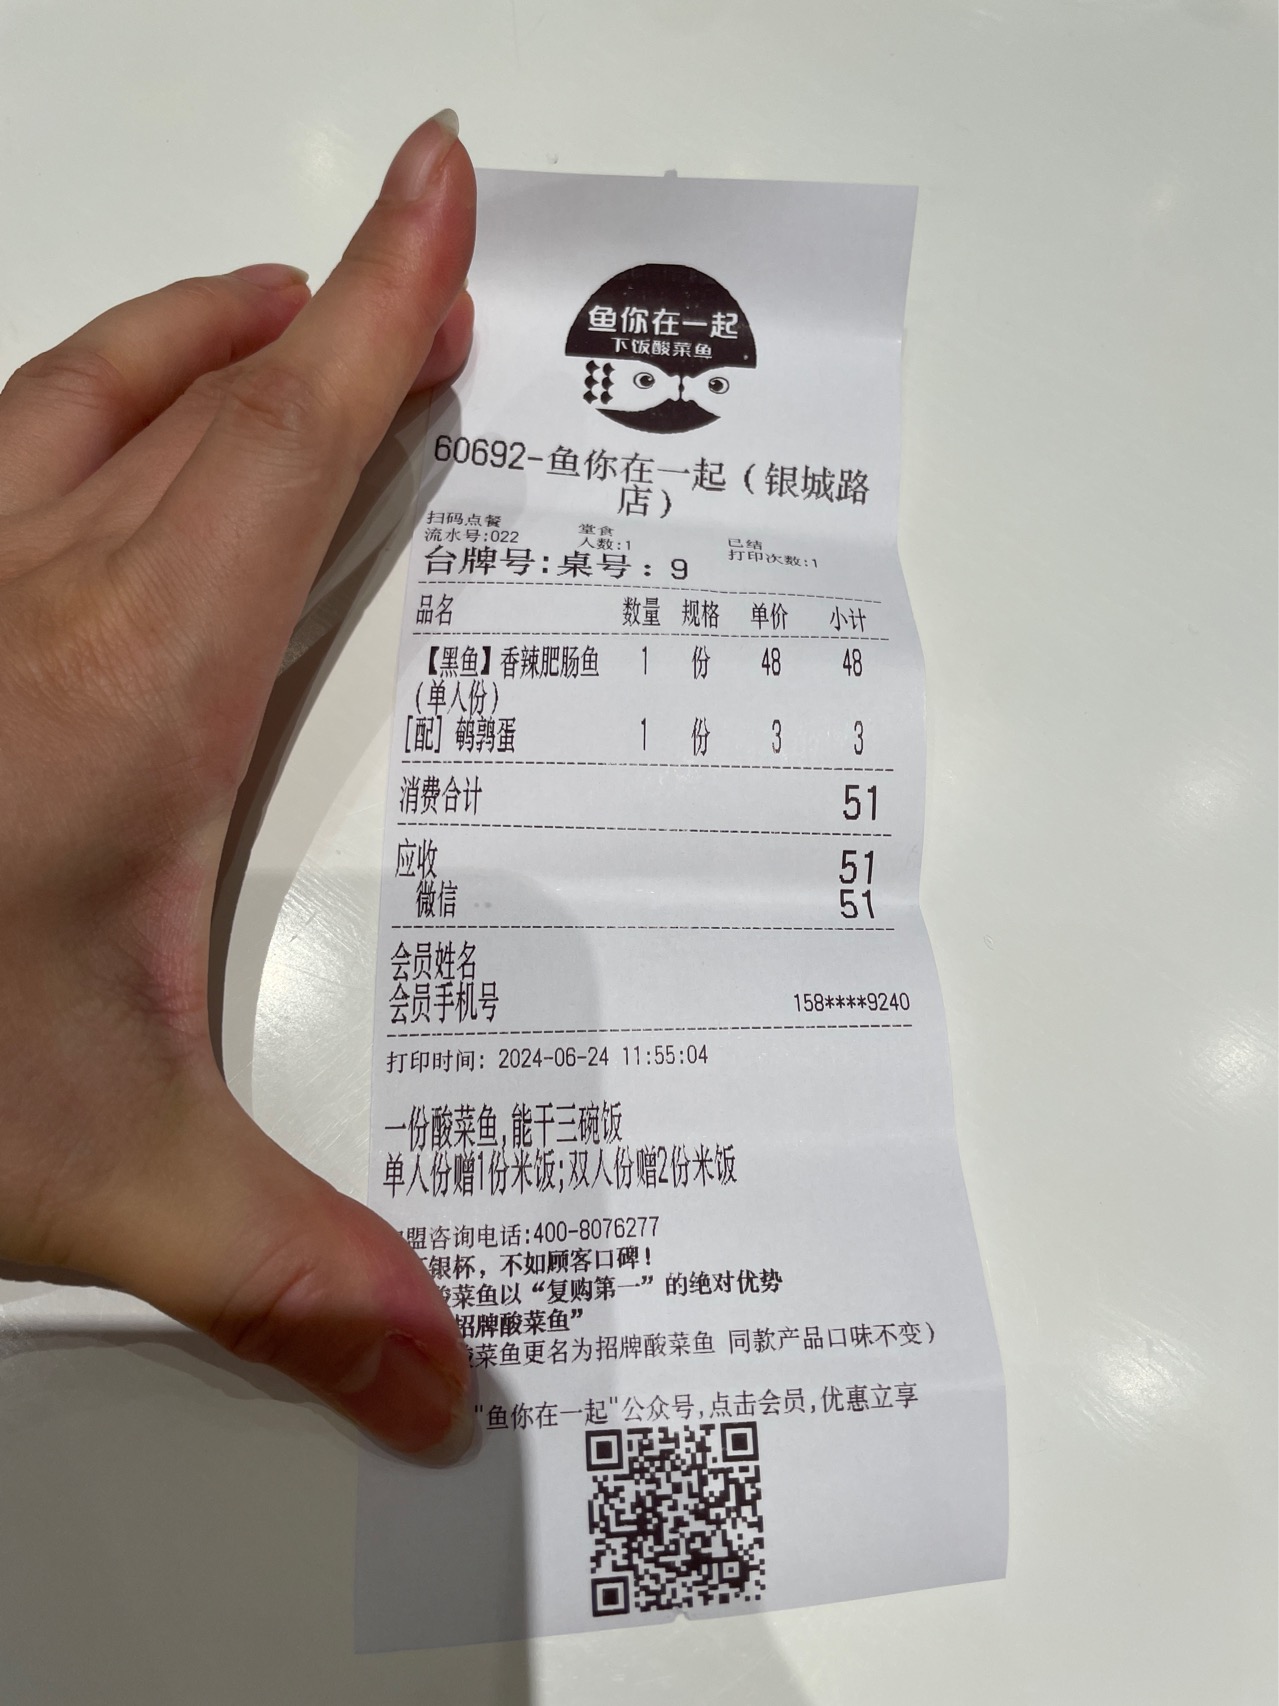 鱼你在一起
下饭酸菜鱼
60692-鱼你在一起（银城路
店）
扫码点餐 堂食 已结
流水号:022 人数:1 打印次数:1
台牌号:桌号：9
品名 数量 规格 单价 小计
【黑鱼】香辣肥肠鱼 1 份 48 48
(单人份)
[配] 鹌鹑蛋 1 份 3 3
消费合计 51
应收 51
微信 51
会员姓名
会员手机号 158****9240
打印时间: 2024-06-24 11:55:04
一份酸菜鱼,能干三碗饭
单人份赠1份米饭;双人份赠2份米饭
盟咨询电话:400-8076277
银杯，不如顾客口碑！
酸菜鱼以“复购第一”的绝对优势
招牌酸菜鱼”
酸菜鱼更名为招牌酸菜鱼 同款产品口味不变）
"鱼你在一起"公众号,点击会员,优惠立享